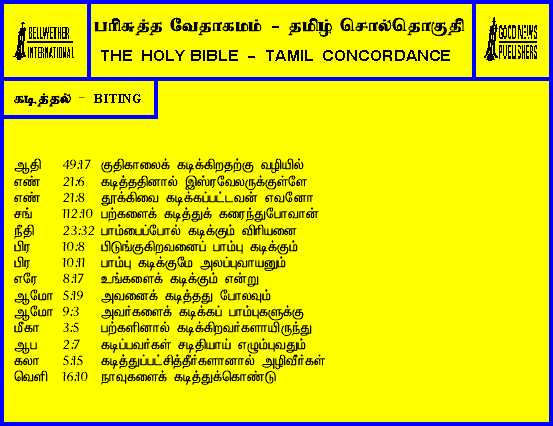 BELLWETHER
INTERNATIONAL
பரிசுத்த வேதாகமம் - தமிழ் சொல்தொகுதி
THE HOLY BIBLE - TAMIL CONCORDANCE
GOOD NEWS
PUBLISHERS
கடித்தல் - BITING
ஆதி 49:17 குதிகாலைக் கடிக்கிறதற்கு வழியில்
எண் 21:6 கடித்ததினால் இஸ்ரவேலருக்குள்ளே
எண் 21:8 தூக்கிவை கடிக்கப்பட்டவன் எவனோ
சங் 112:10 பற்களைக் கடித்துக் கரைந்துபோவான்
நீதி 23:32 பாம்பைப்போல் கடிக்கும் விரியனை
பிர 10:8 பிடுங்குகிறவனைப் பாம்பு கடிக்கும்
பிர 10:11 பாம்பு கடிக்குமே அலப்புவாயனும்
எரே 8:17 உங்களைக் கடிக்கும் என்று
ஆமோ 5:19 அவனைக் கடித்தது போலவும்
ஆமோ 9:3 அவர்களைக் கடிக்கப் பாம்புகளுக்கு
மீகா 3:5 பற்களினால் கடிக்கிறவர்களாயிருந்து
ஆப 2:7 கடிப்பவர்கள் சடிதியாய் எழும்புவதும்
கலா 5:15 கடித்துப்பட்சித்தீர்களானால் அழிவீர்கள்
வெளி 16:10 நாவுகளைக் கடித்துக்கொண்டு